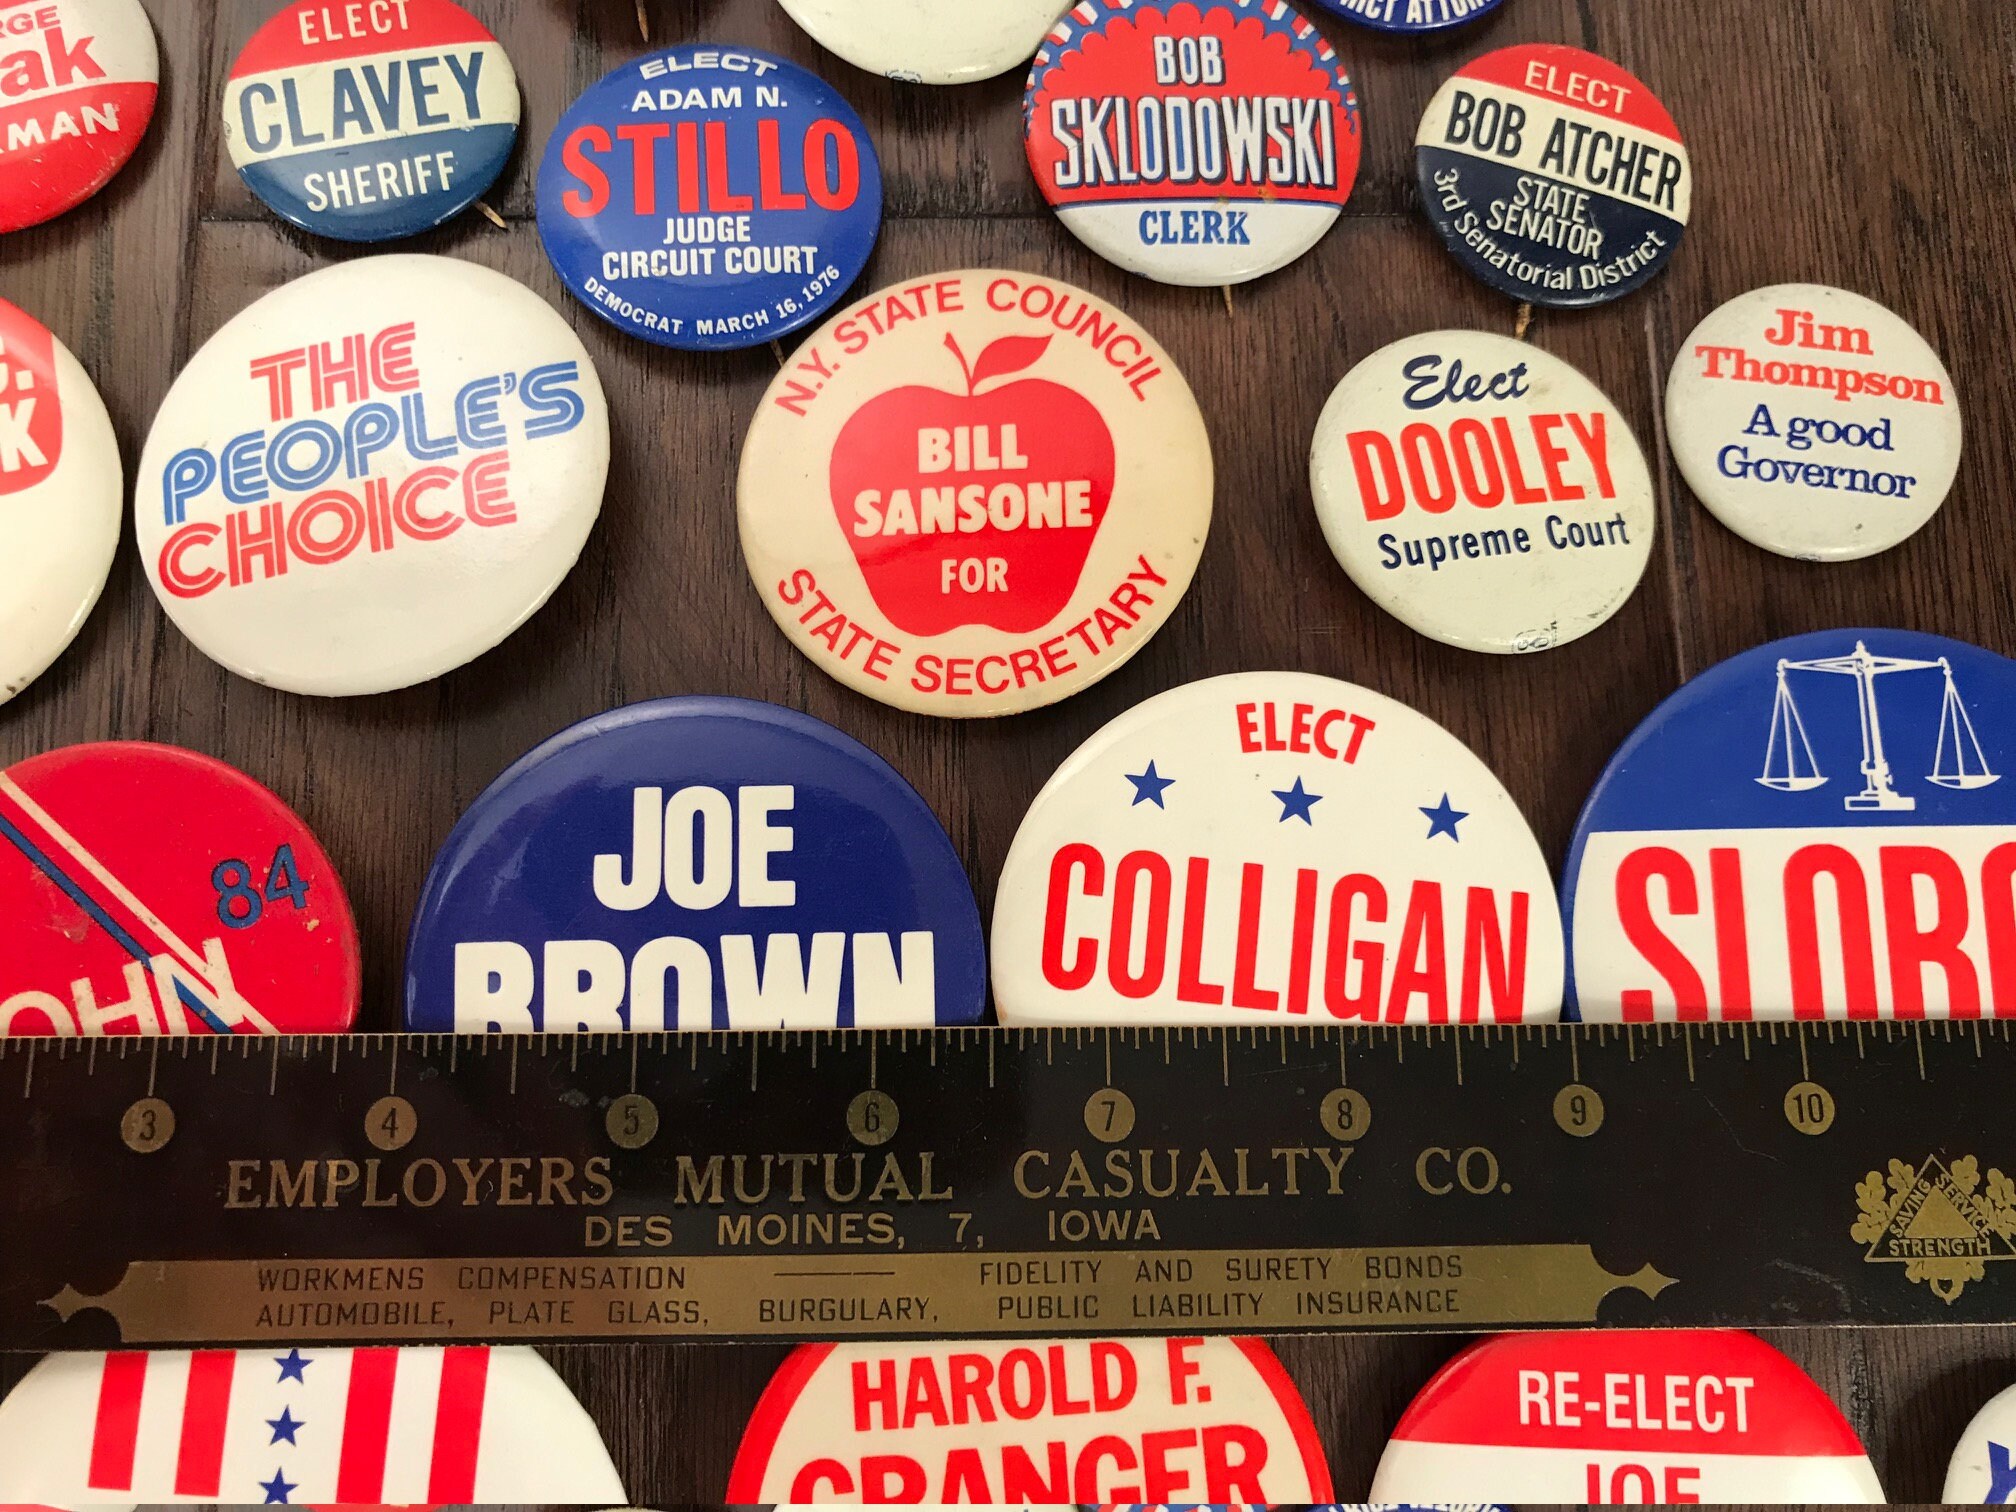 ELECT
CLAVEY
SHERIFF
ELECT
ADAM N.
STILLO
JUDGE
CIRCUIT COURT
DEMOCRAT MARCH 16, 1976
BOB
SKLODOWSKI
CLERK
ELECT
BOB ATCHER
STATE
SENATOR
3rd Senatorial District
THE
PEOPLE'S
CHOICE
N.Y. STATE COUNCIL
BILL
SANSONE
FOR
STATE SECRETARY
Elect
DOOLEY
Supreme Court
Jim
Thompson
A good
Governor
84
OHN
JOE
BROWN
ELECT
COLLIGAN
3 4 5 6 7 8 9 10
EMPLOYERS MUTUAL CASUALTY CO.
DES MOINES, 7, IOWA
WORKMENS COMPENSATION —— FIDELITY AND SURETY BONDS
AUTOMOBILE, PLATE GLASS, BURGULARY, PUBLIC LIABILITY INSURANCE
SAVING
SERVICE
STRENGTH
HAROLD F.
GRANGER
RE-ELECT
JOE